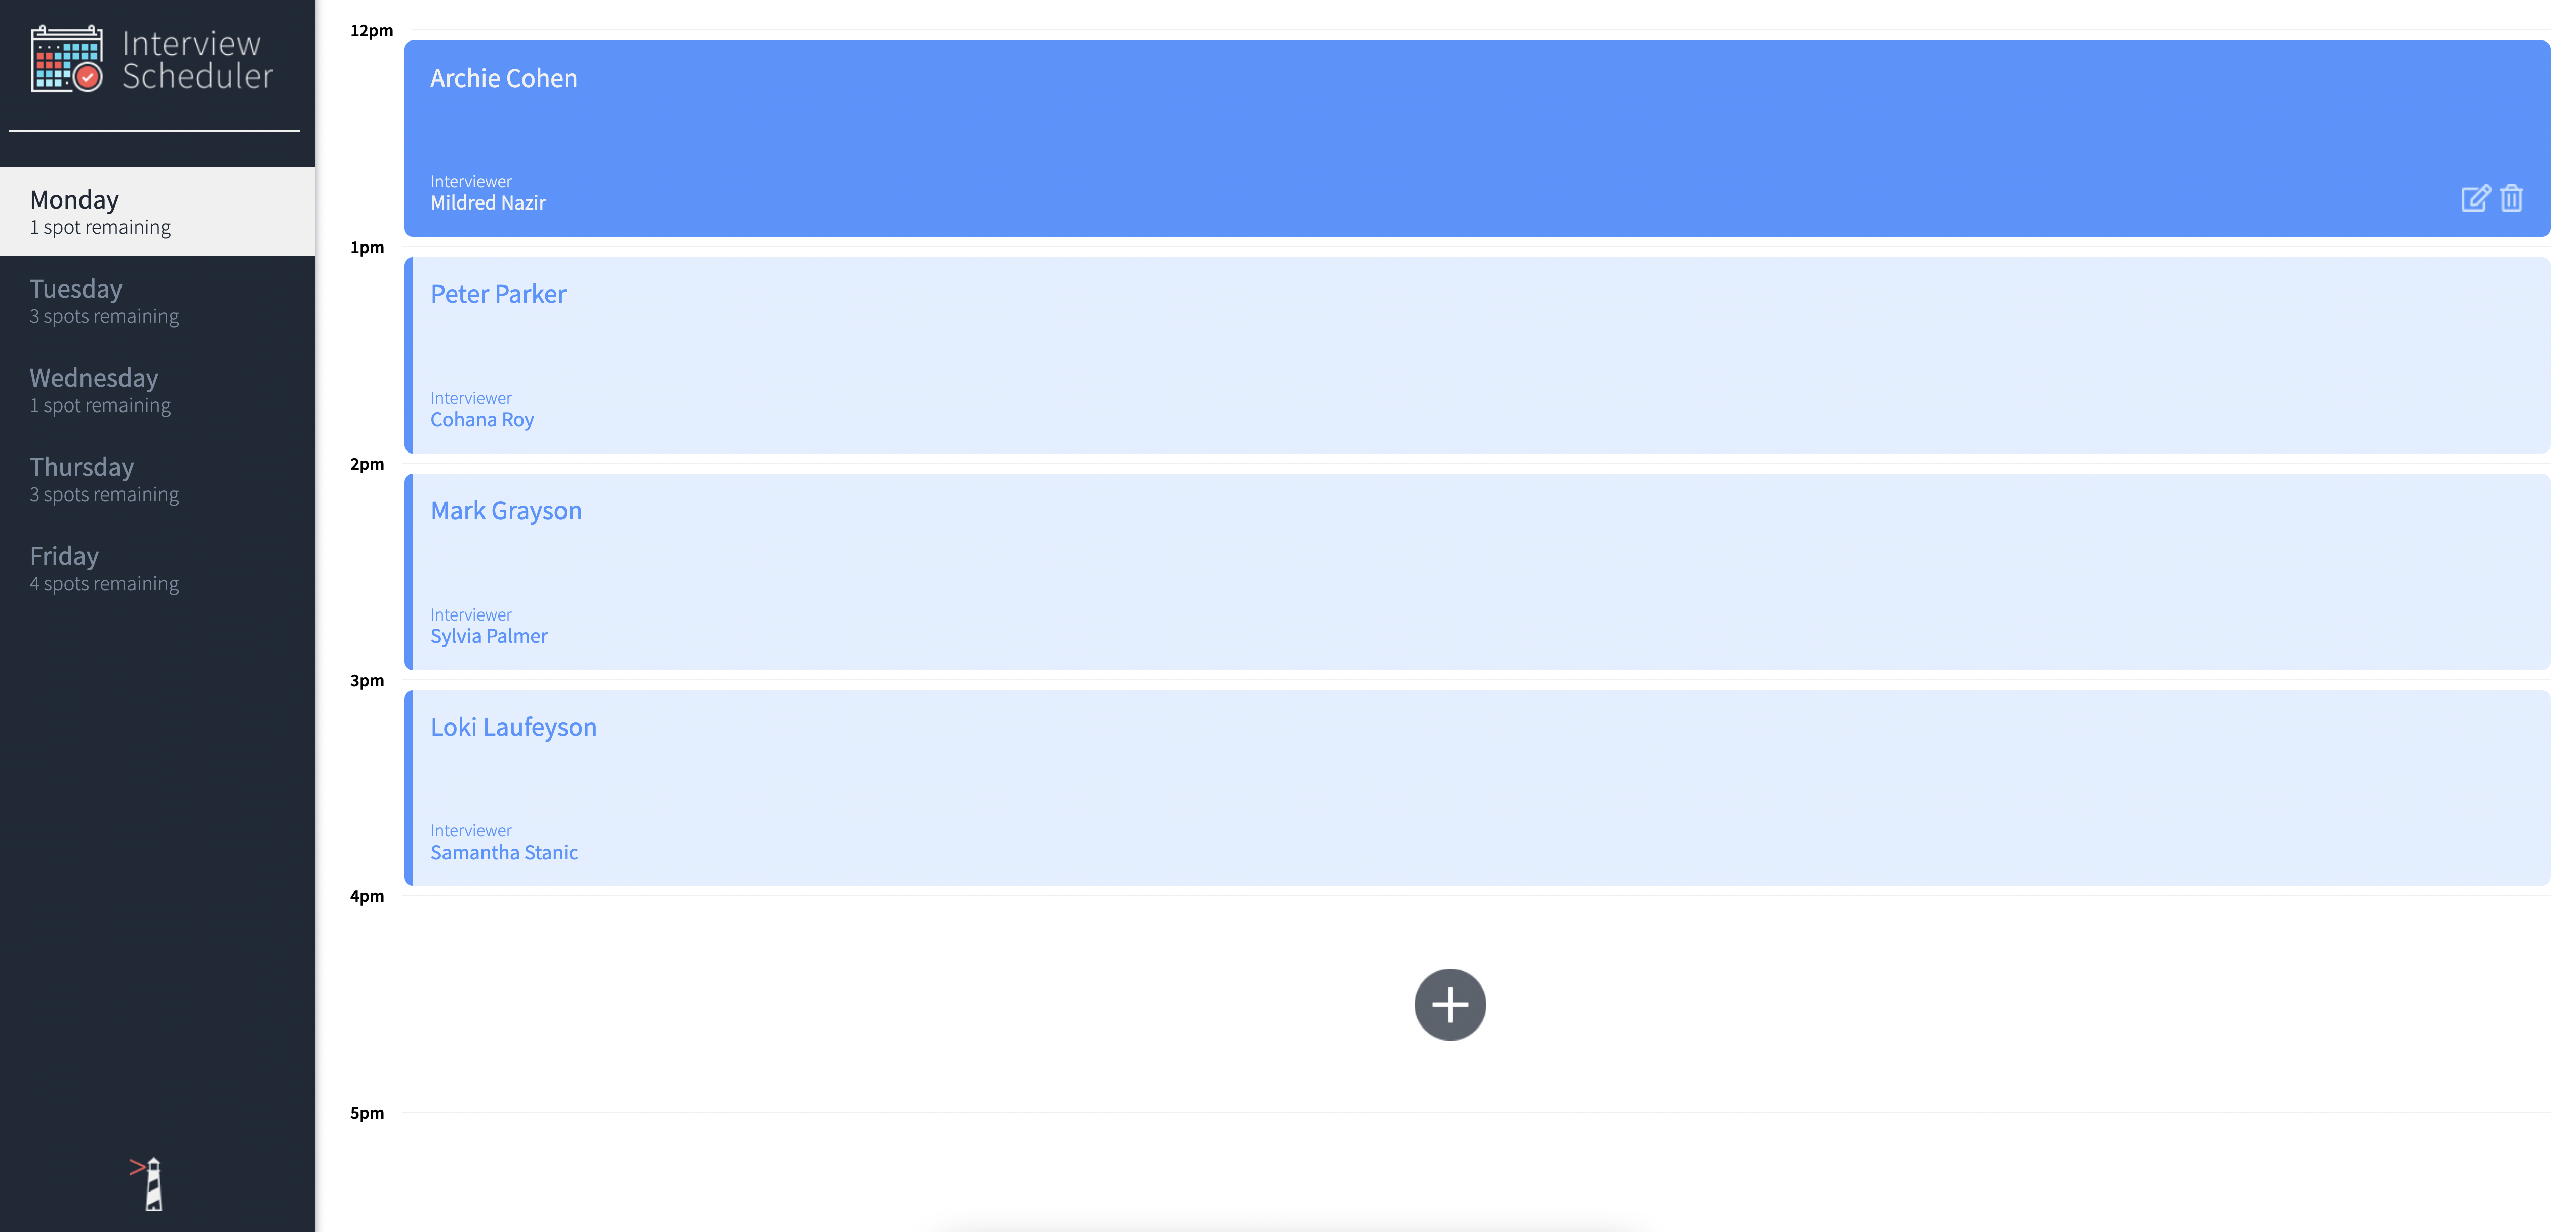 Interview
Scheduler
Monday
1 spot remaining
Tuesday
3 spots remaining
Wednesday
1 spot remaining
Thursday
3 spots remaining
Friday
4 spots remaining
12pm
Archie Cohen
Interviewer
Mildred Nazir
1pm
Peter Parker
Interviewer
Cohana Roy
2pm
Mark Grayson
Interviewer
Sylvia Palmer
3pm
Loki Laufeyson
Interviewer
Samantha Stanic
4pm
5pm